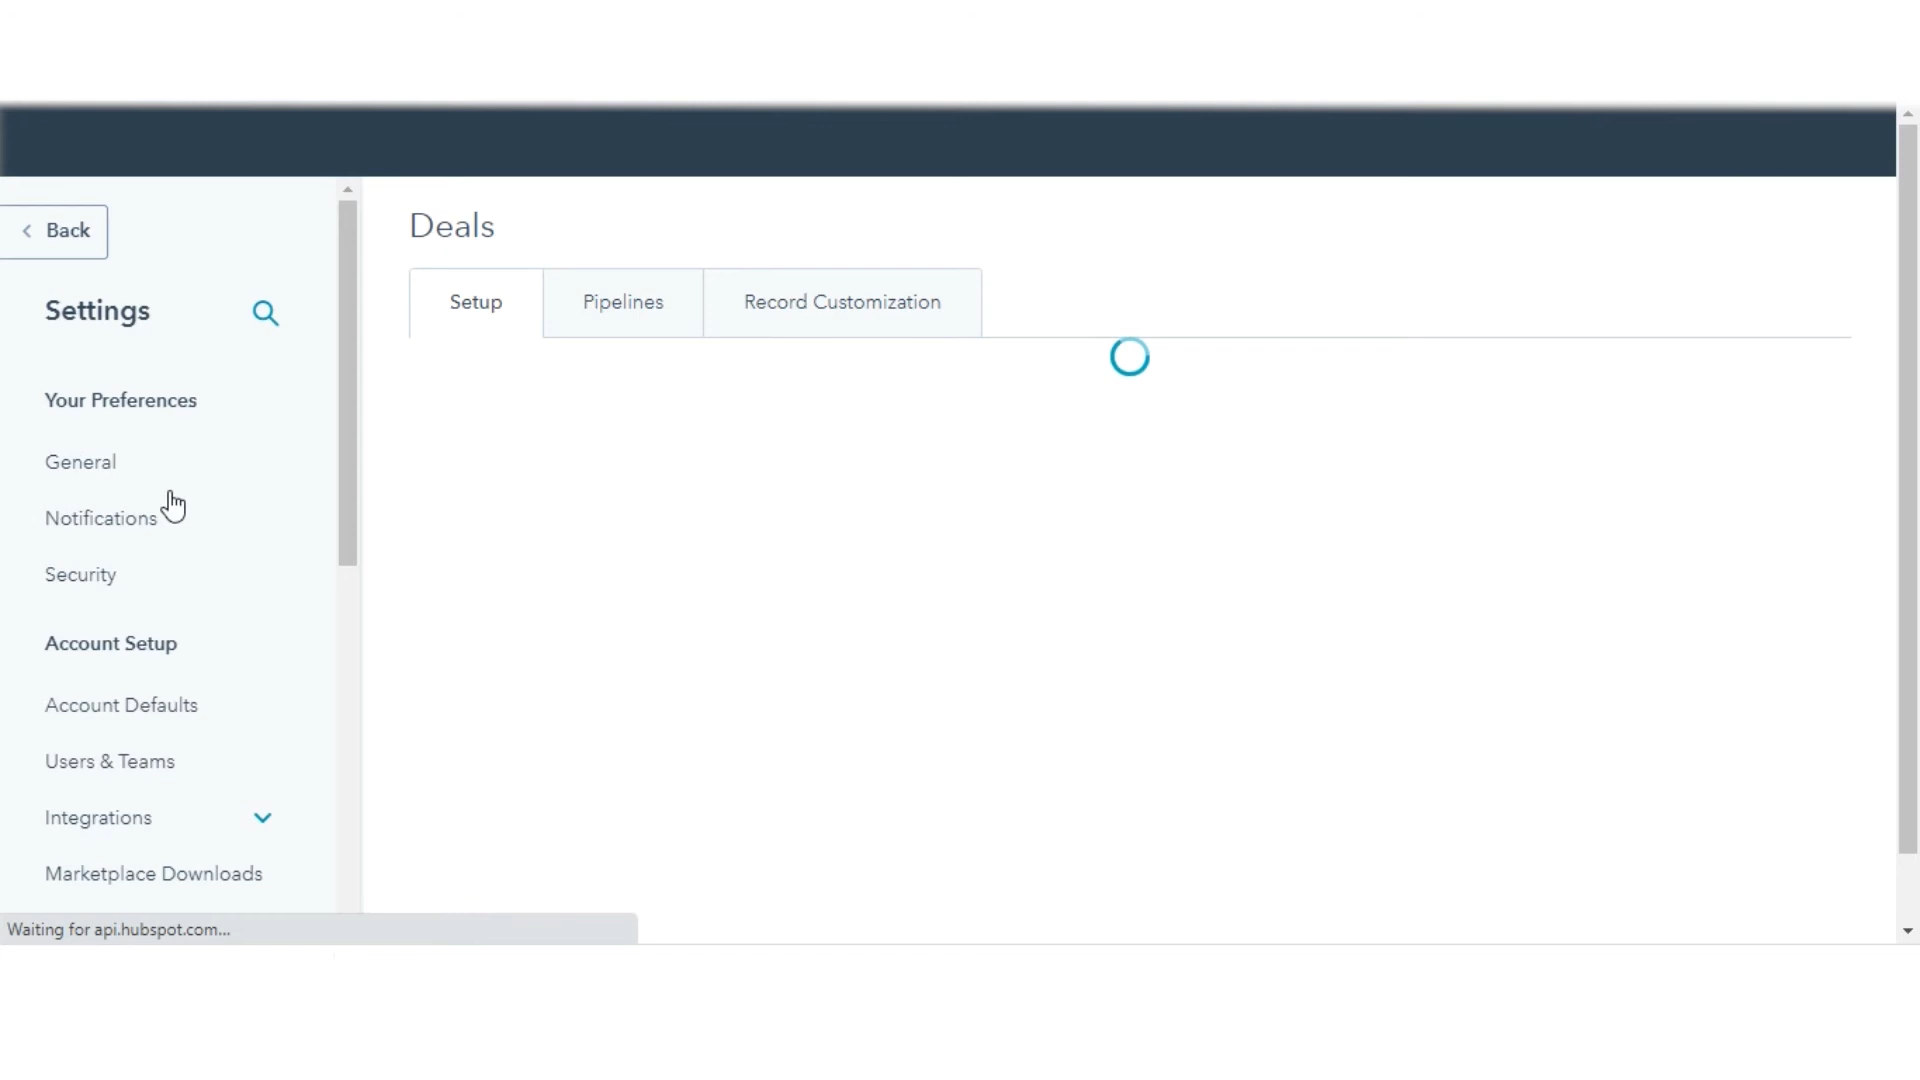 Back
Settings
Your Preferences
General
Notifications
Security
Account Setup
Account Defaults
Users & Teams
Integrations
Marketplace Downloads
Waiting for api.hubspot.com...
Deals
Setup
Pipelines
Record Customization